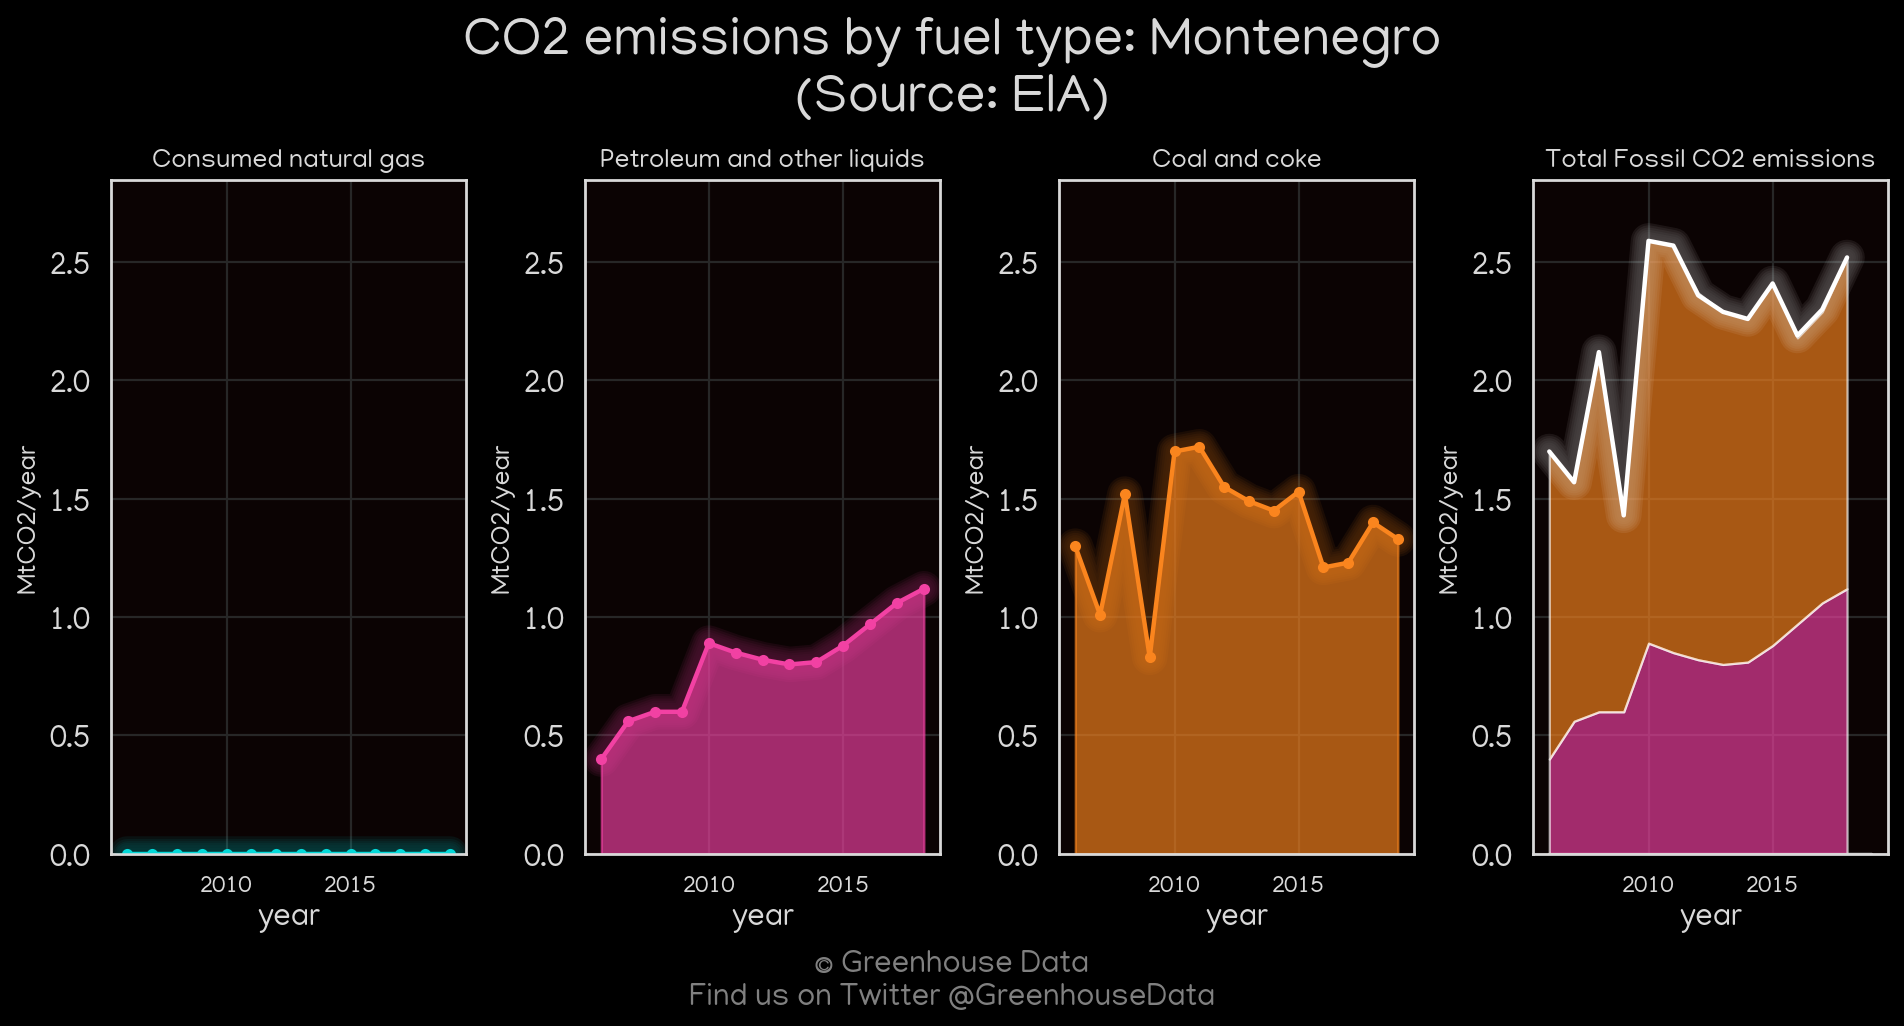 CO2 emissions by fuel type: Montenegro
(Source: EIA)
Consumed natural gas
MtCO2/year
2.5
2.0
1.5
1.0
0.5
0.0
2010 2015
year
Petroleum and other liquids
MtCO2/year
2.5
2.0
1.5
1.0
0.5
0.0
2010 2015
year
Coal and coke
MtCO2/year
2.5
2.0
1.5
1.0
0.5
0.0
2010 2015
year
Total Fossil CO2 emissions
MtCO2/year
2.5
2.0
1.5
1.0
0.5
0.0
2010 2015
year
© Greenhouse Data
Find us on Twitter @GreenhouseData